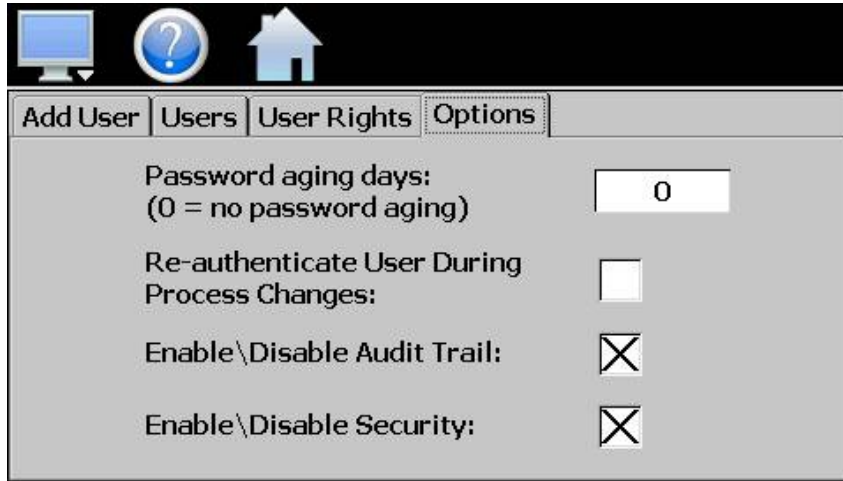 ?
Add User Users User Rights Options
Password aging days:
(0 = no password aging)
0
Re-authenticate User During
Process Changes:
Enable\Disable Audit Trail:
Enable\Disable Security: